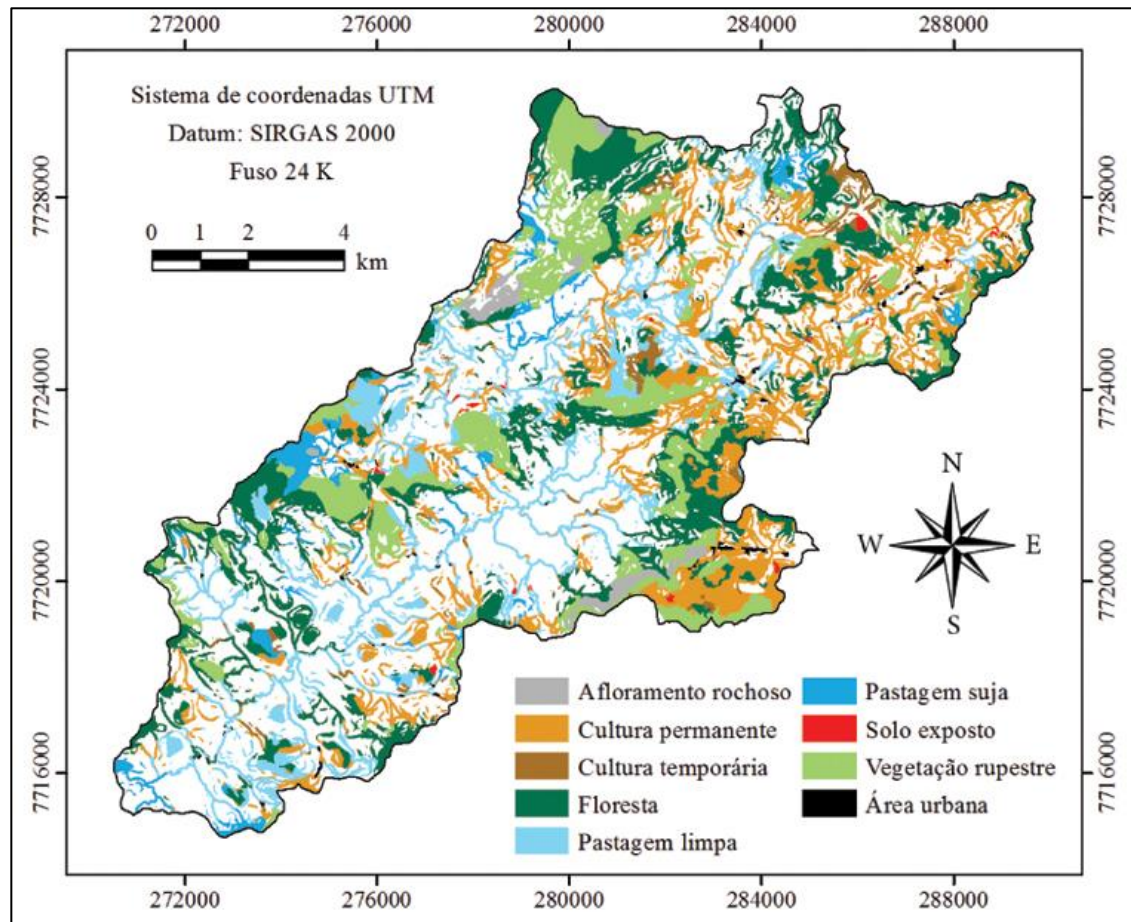 272000 276000 280000 284000 288000
Sistema de coordenadas UTM
Datum: SIRGAS 2000
Fuso 24 K
0 1 2 4
km
7728000 7728000
7724000 7724000
7720000 7720000
7716000 7716000
N
W E
S
Afloramento rochoso
Cultura permanente
Cultura temporária
Floresta
Pastagem limpa
Pastagem suja
Solo exposto
Vegetação rupestre
Área urbana
272000 276000 280000 284000 288000